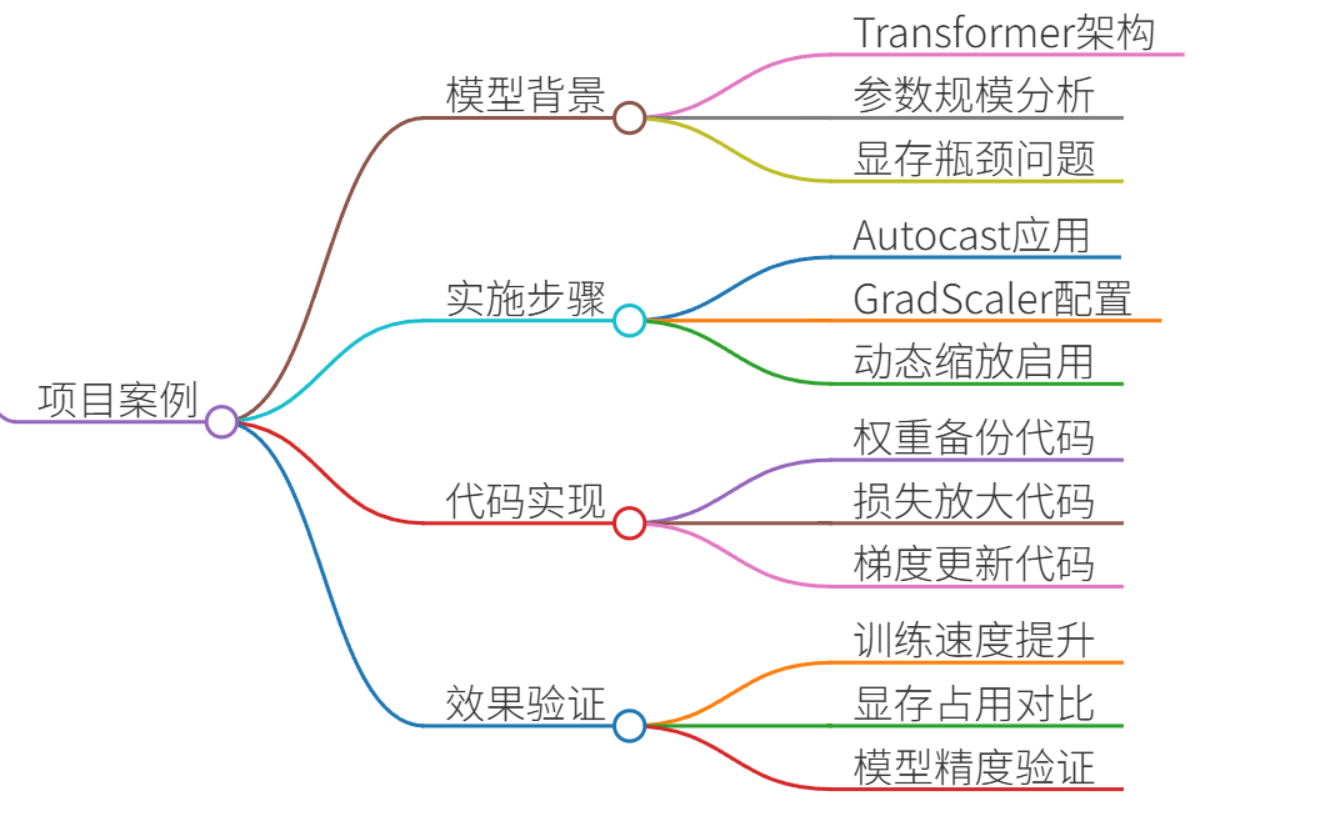 项目案例
模型背景
Transformer架构
参数规模分析
显存瓶颈问题
实施步骤
Autocast应用
GradScaler配置
动态缩放启用
代码实现
权重备份代码
损失放大代码
梯度更新代码
效果验证
训练速度提升
显存占用对比
模型精度验证